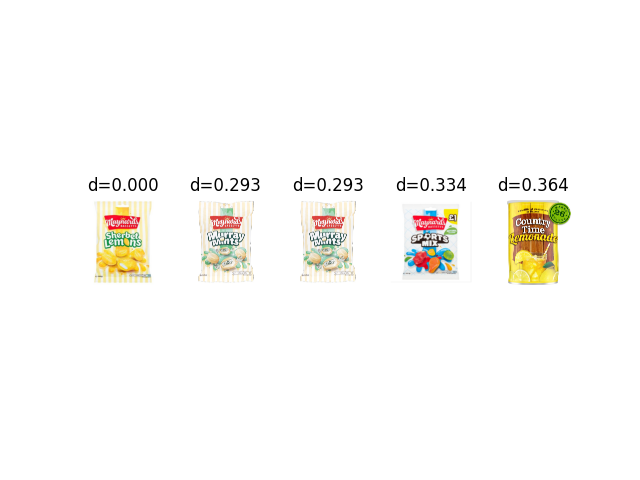 d=0.000 d=0.293 d=0.293 d=0.334 d=0.364
Maynards
Sherbet
Lemons
Maynards
Murray
Mints
Maynards
Murray
Mints
Maynards
SPORTS
MIX
Country
Time
Lemonade